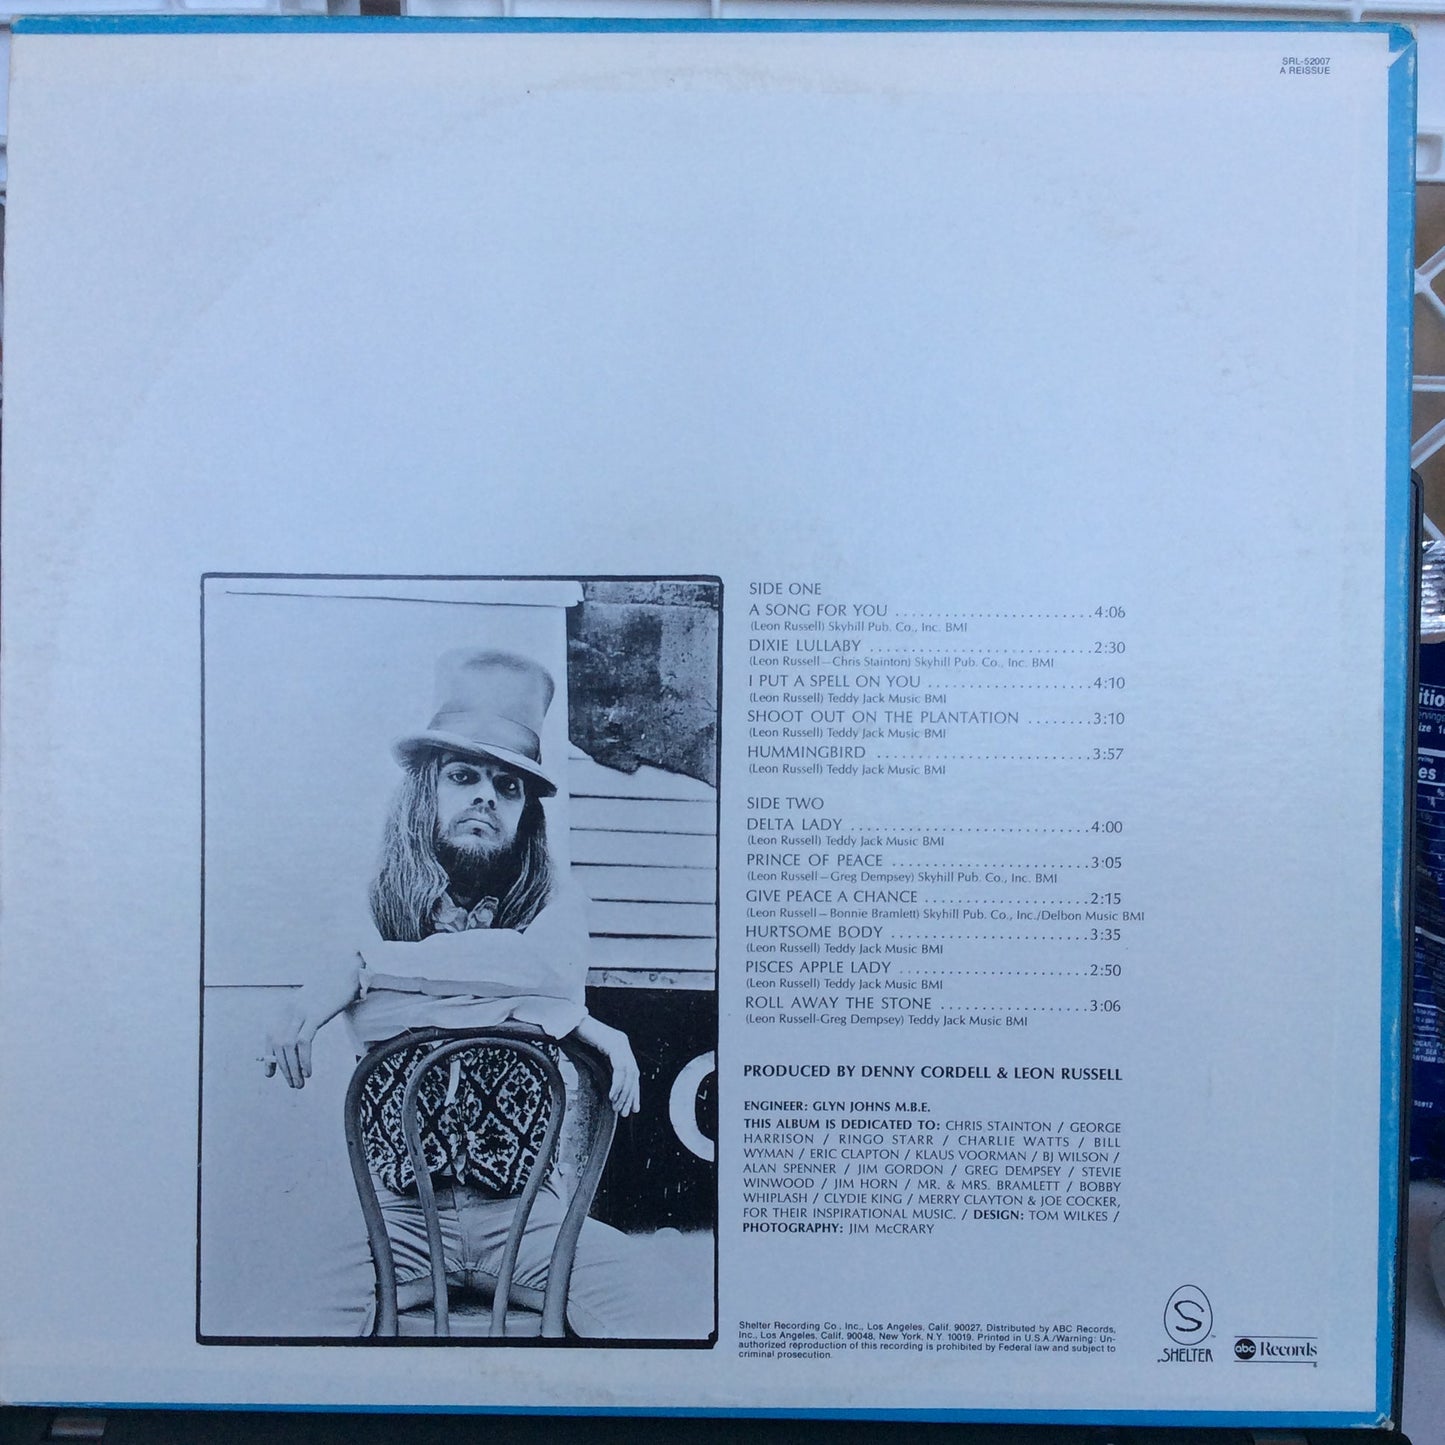 SRL-52007
A REISSUE
SIDE ONE
A SONG FOR YOU ........................4:06
(Leon Russell) Skyhill Pub. Co., Inc. BMI
DIXIE LULLABY ...........................2:30
(Leon Russell—Chris Stainton) Skyhill Pub. Co., Inc. BMI
I PUT A SPELL ON YOU ....................4:10
(Leon Russell) Teddy Jack Music BMI
SHOOT OUT ON THE PLANTATION ........3:10
(Leon Russell) Teddy Jack Music BMI
HUMMINGBIRD ..........................3:57
(Leon Russell) Teddy Jack Music BMI
SIDE TWO
DELTA LADY .............................4:00
(Leon Russell) Teddy Jack Music BMI
PRINCE OF PEACE ........................3:05
(Leon Russell—Greg Dempsey) Skyhill Pub. Co., Inc. BMI
GIVE PEACE A CHANCE ....................2:15
(Leon Russell—Bonnie Bramlett) Skyhill Pub. Co., Inc./Delbon Music BMI
HURTSOME BODY ........................3:35
(Leon Russell) Teddy Jack Music BMI
PISCES APPLE LADY .......................2:50
(Leon Russell) Teddy Jack Music BMI
ROLL AWAY THE STONE ..................3:06
(Leon Russell-Greg Dempsey) Teddy Jack Music BMI
PRODUCED BY DENNY CORDELL & LEON RUSSELL
ENGINEER: GLYN JOHNS M.B.E.
THIS ALBUM IS DEDICATED TO: CHRIS STAINTON / GEORGE
HARRISON / RINGO STARR / CHARLIE WATTS / BILL
WYMAN / ERIC CLAPTON / KLAUS VOORMAN / BJ WILSON /
ALAN SPENNER / JIM GORDON / GREG DEMPSEY / STEVIE
WINWOOD / JIM HORN / MR. & MRS. BRAMLETT / BOBBY
WHIPLASH / CLYDIE KING / MERRY CLAYTON & JOE COCKER,
FOR THEIR INSPIRATIONAL MUSIC. / DESIGN: TOM WILKES /
PHOTOGRAPHY: JIM McCRARY
Shelter Recording Co., Inc., Los Angeles, Calif. 90027, Distributed by ABC Records,
Inc., Los Angeles, Calif. 90048, New York, N.Y. 10019. Printed in U.S.A./Warning: Un-
authorized reproduction of this recording is prohibited by Federal law and subject to
criminal prosecution.
S
SHELTER
abc Records